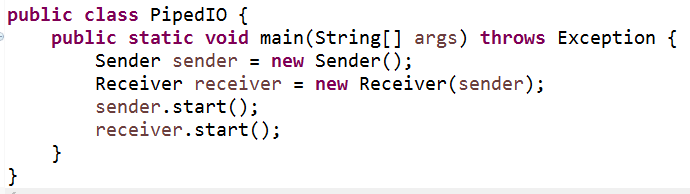 public class PipedIO {
    public static void main(String[] args) throws Exception {
        Sender sender = new Sender();
        Receiver receiver = new Receiver(sender);
        sender.start();
        receiver.start();
    }
}